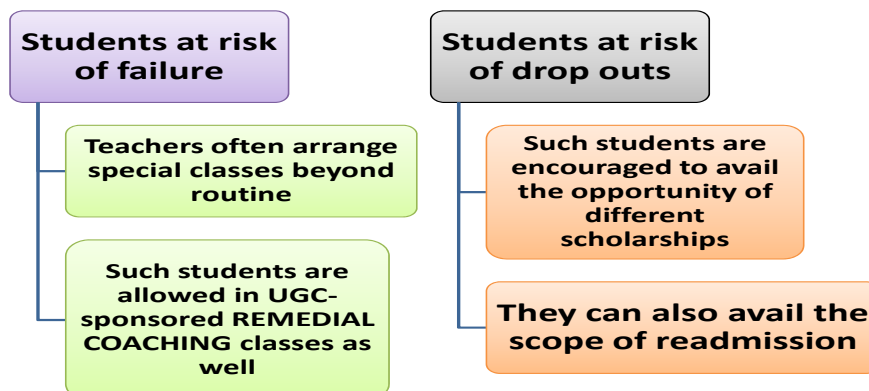 Students at risk
of failure
Teachers often arrange
special classes beyond
routine
Such students are
allowed in UGC-
sponsored REMEDIAL
COACHING classes as
well
Students at risk
of drop outs
Such students are
encouraged to avail
the opportunity of
different
scholarships
They can also avail the
scope of readmission